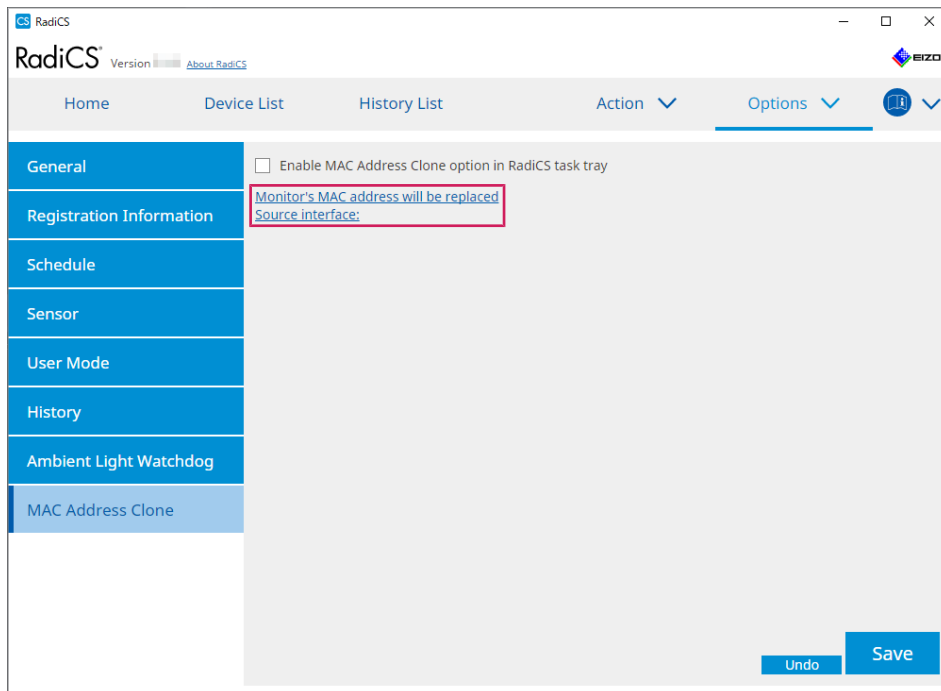 CS RadiCS
RadiCS® Version About RadiCS
EIZO
Home Device List History List Action Options
General
Enable MAC Address Clone option in RadiCS task tray
Monitor's MAC address will be replaced
Source interface:
Registration Information
Schedule
Sensor
User Mode
History
Ambient Light Watchdog
MAC Address Clone
Undo Save